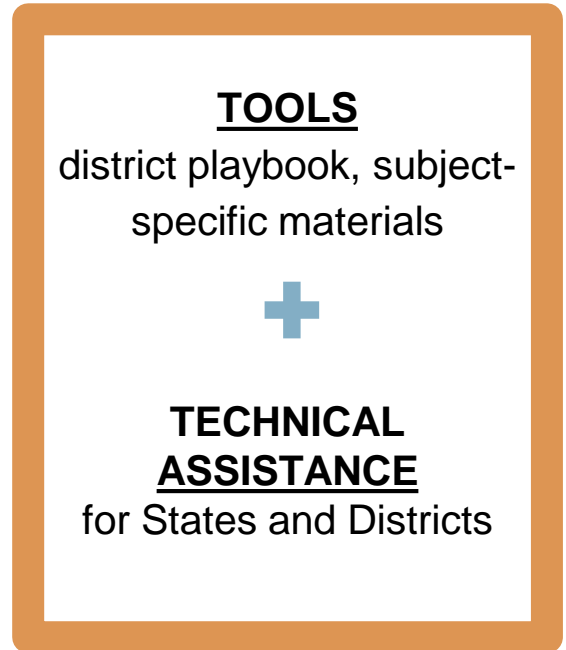 TOOLS
district playbook, subject-
specific materials
TECHNICAL
ASSISTANCE
for States and Districts